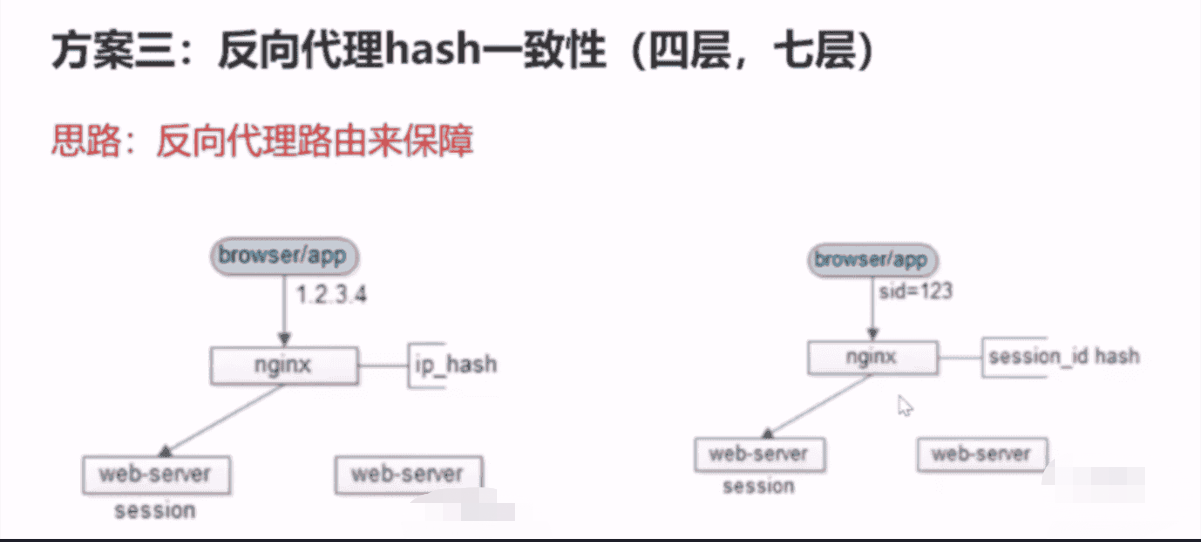 方案三：反向代理hash一致性（四层，七层）
思路：反向代理路由来保障
browser/app
1.2.3.4
nginx
ip_hash
web-server
web-server
session
browser/app
sid=123
nginx
session_id hash
web-server
web-server
session